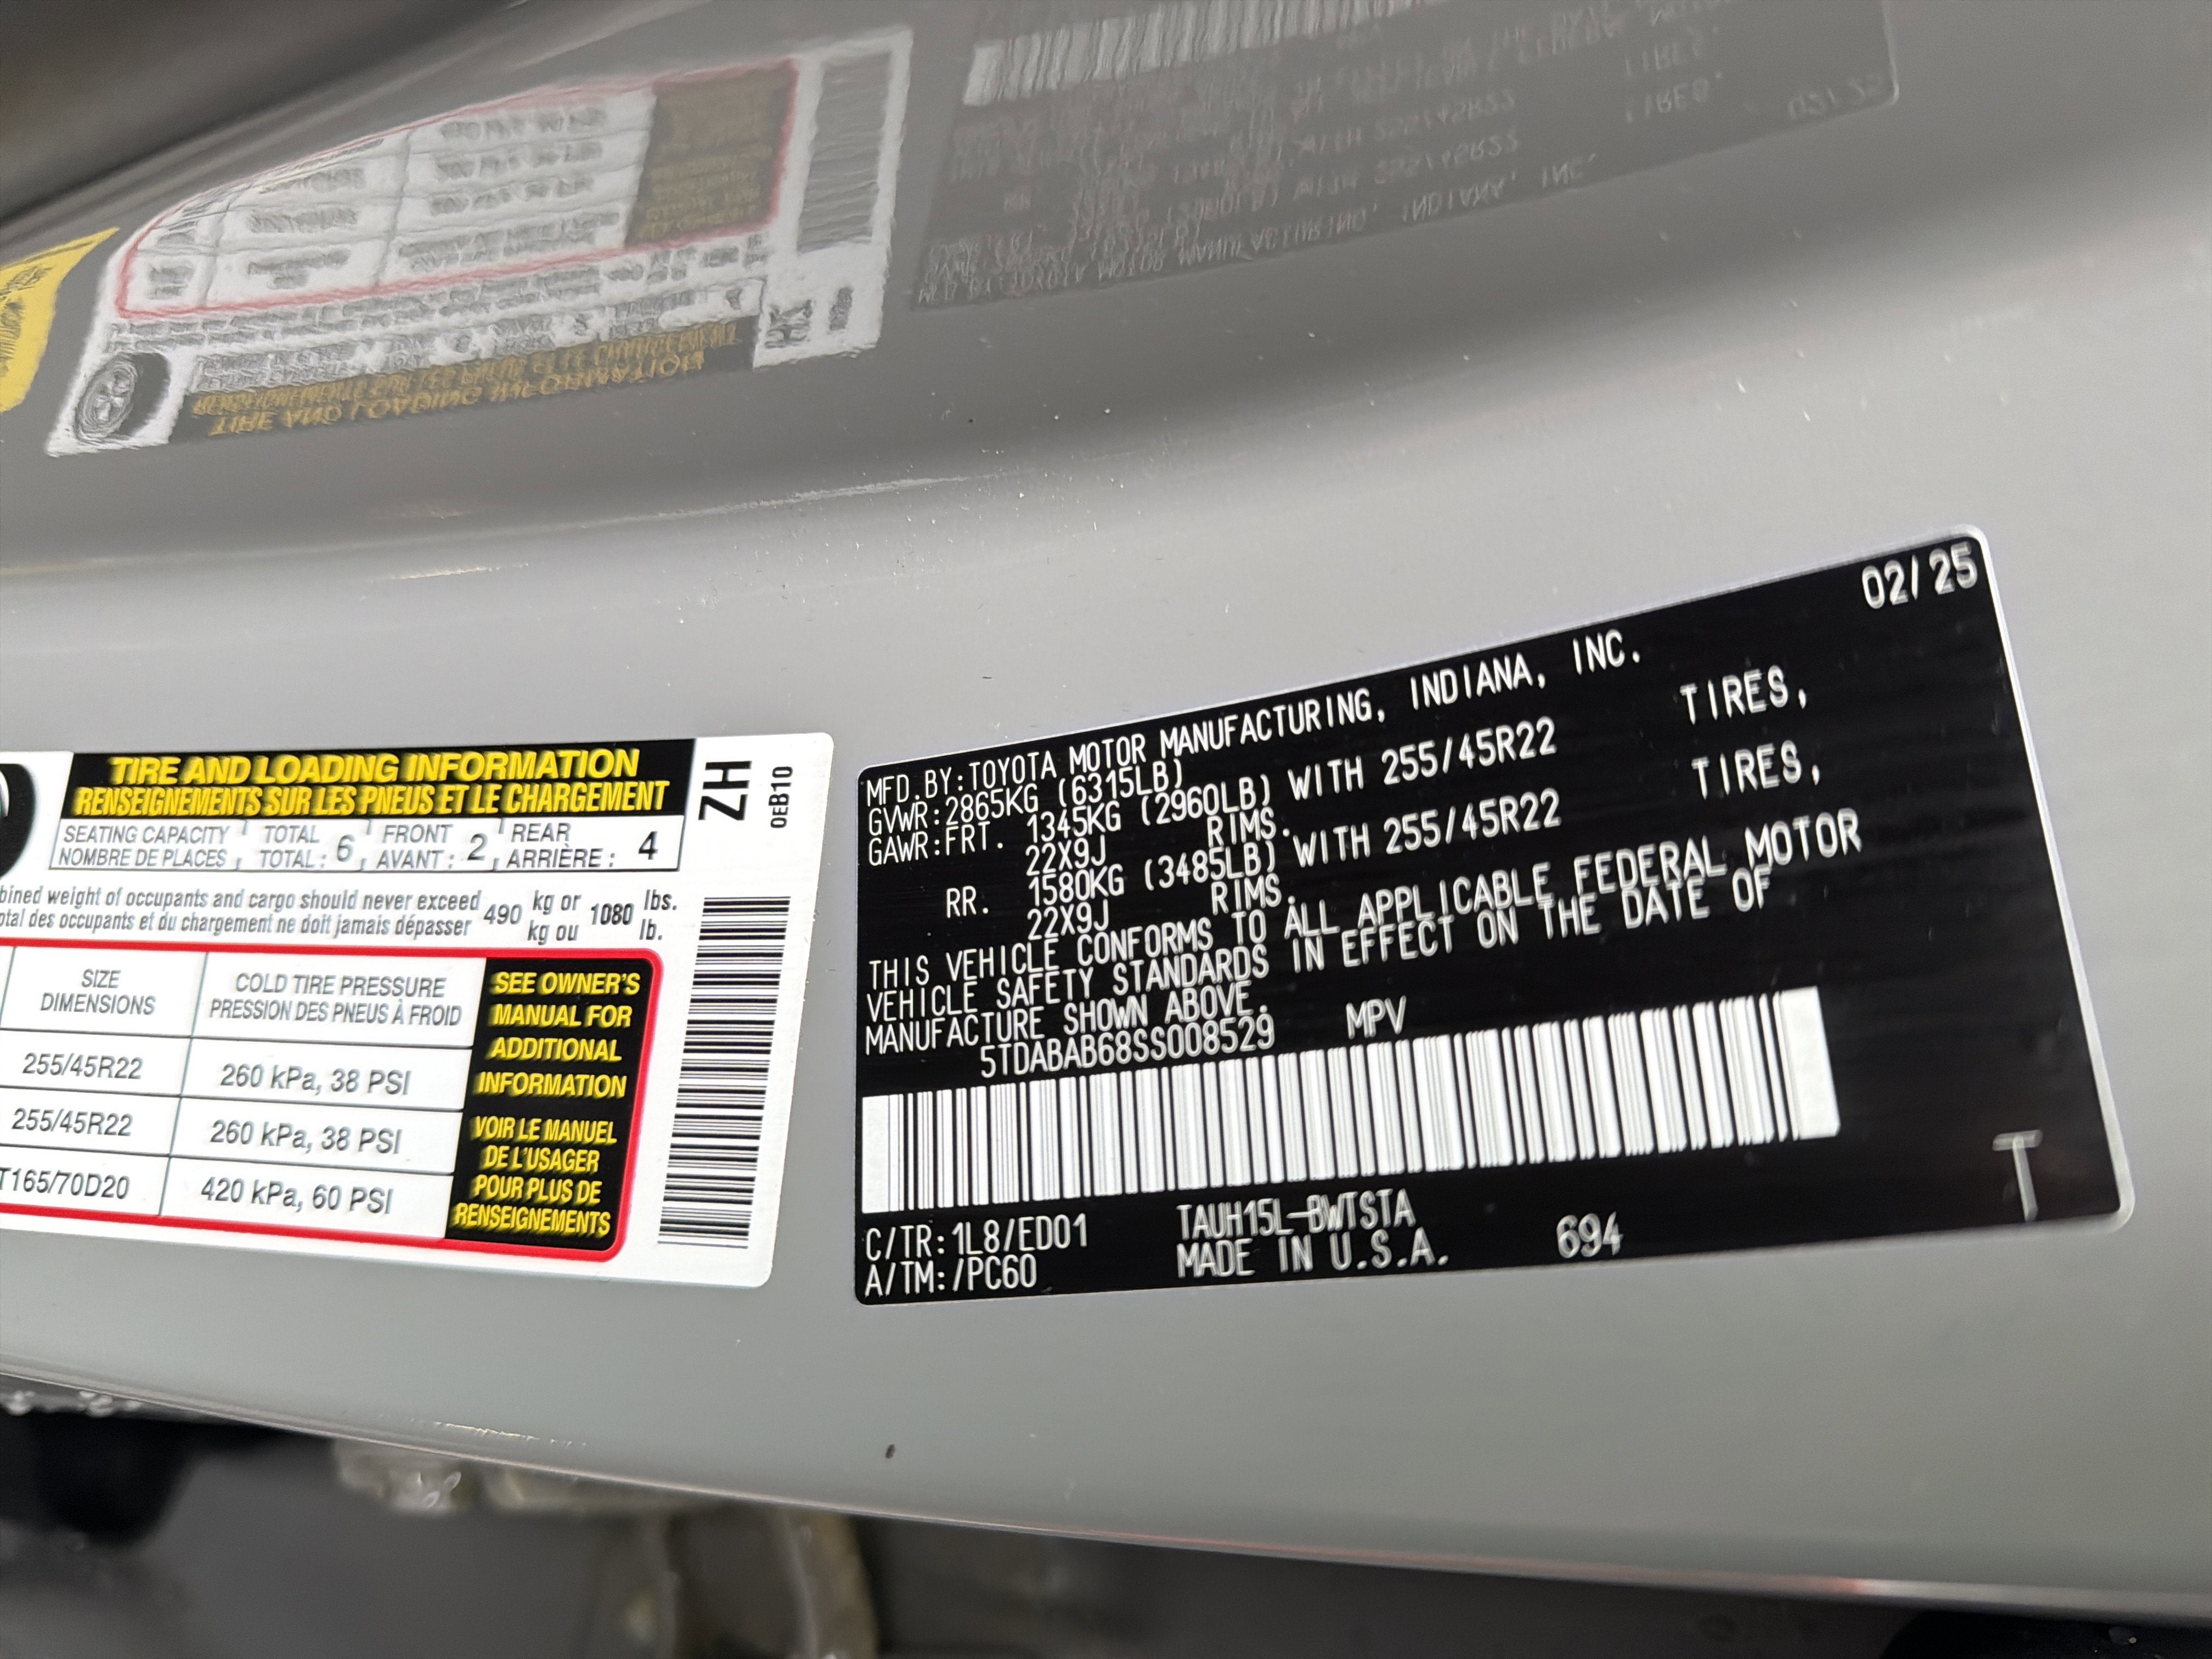 TIRE AND LOADING INFORMATION
RENSEIGNEMENTS SUR LES PNEUS ET LE CHARGEMENT
SEATING CAPACITY
NOMBRE DE PLACES
TOTAL
TOTAL : 6
FRONT
AVANT : 2
REAR
ARRIÈRE : 4
weight of occupants and cargo should never exceed 490 kg or 1080 lbs.
des occupants et du chargement ne doit jamais dépasser kg ou lb.
SIZE
DIMENSIONS
COLD TIRE PRESSURE
PRESSION DES PNEUS À FROID
255/45R22 260 kPa, 38 PSI
255/45R22 260 kPa, 38 PSI
T165/70D20 420 kPa, 60 PSI
SEE OWNER'S
MANUAL FOR
ADDITIONAL
INFORMATION
VOIR LE MANUEL
DE L'USAGER
POUR PLUS DE
RENSEIGNEMENTS
ZH
0EB10
02/25
MFD.BY:TOYOTA MOTOR MANUFACTURING, INDIANA, INC.
GVWR:2865KG (6315LB)
GAWR:FRT. 1345KG (2960LB) WITH 255/45R22 TIRES,
22X9J RIMS.
RR. 1580KG (3485LB) WITH 255/45R22 TIRES,
22X9J RIMS.
THIS VEHICLE CONFORMS TO ALL APPLICABLE FEDERAL MOTOR
VEHICLE SAFETY STANDARDS IN EFFECT ON THE DATE OF
MANUFACTURE SHOWN ABOVE.
5TDABAB68SS008529 MPV
C/TR:1L8/ED01 TAUH15L-BWTSTA
A/TM:/PC60 MADE IN U.S.A. 694
T